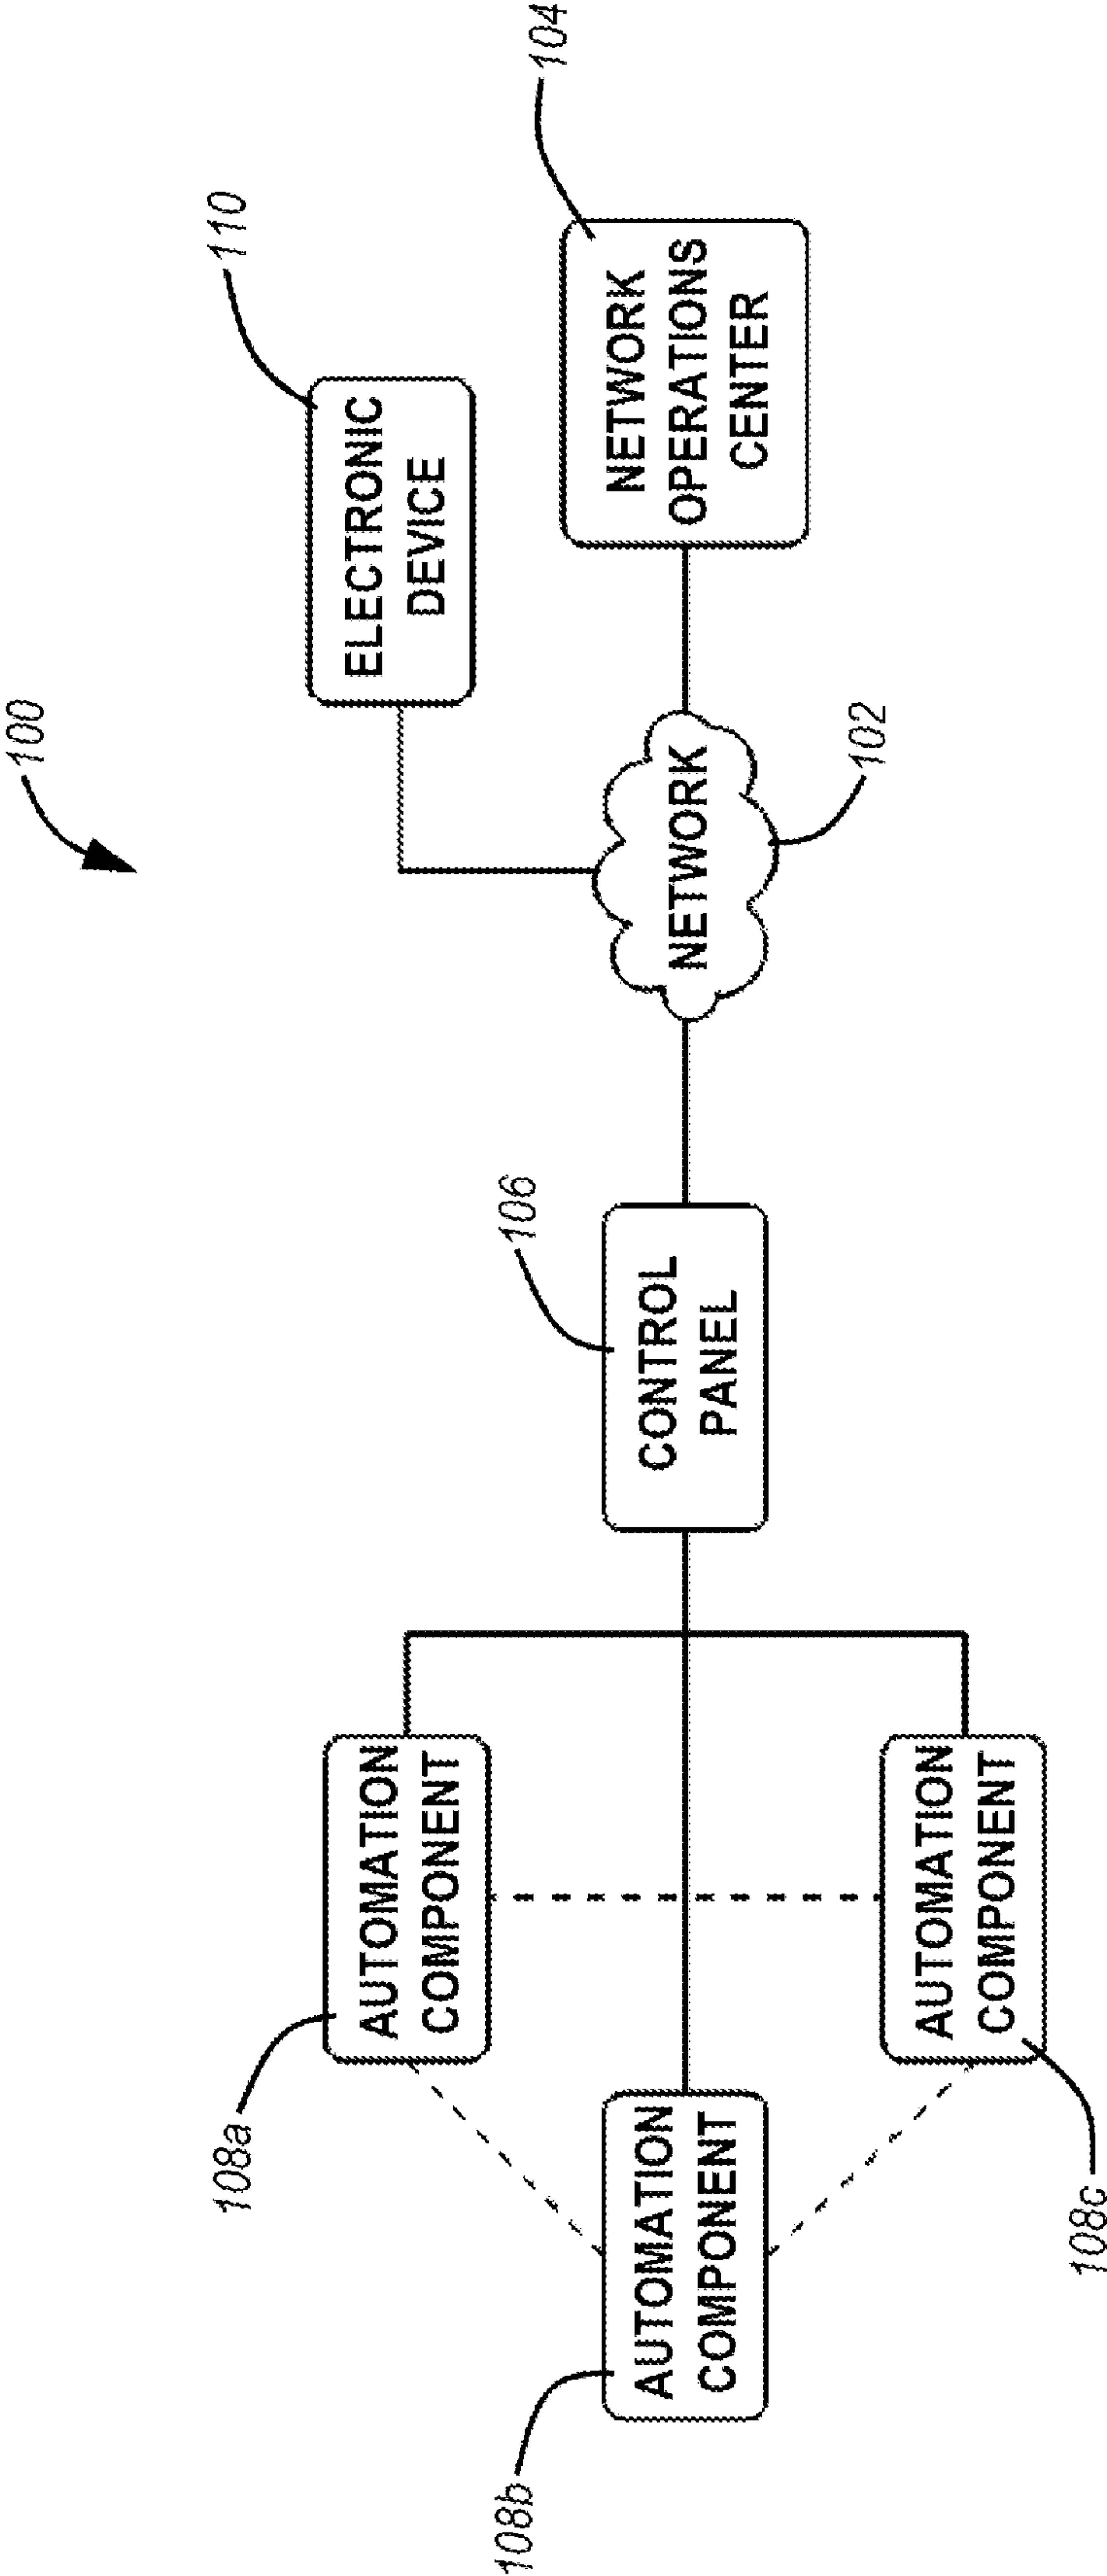 100
110
104
ELECTRONIC
DEVICE
NETWORK
OPERATIONS
CENTER
NETWORK
102
106
CONTROL
PANEL
108a
AUTOMATION
COMPONENT
108b
AUTOMATION
COMPONENT
AUTOMATION
COMPONENT
108c